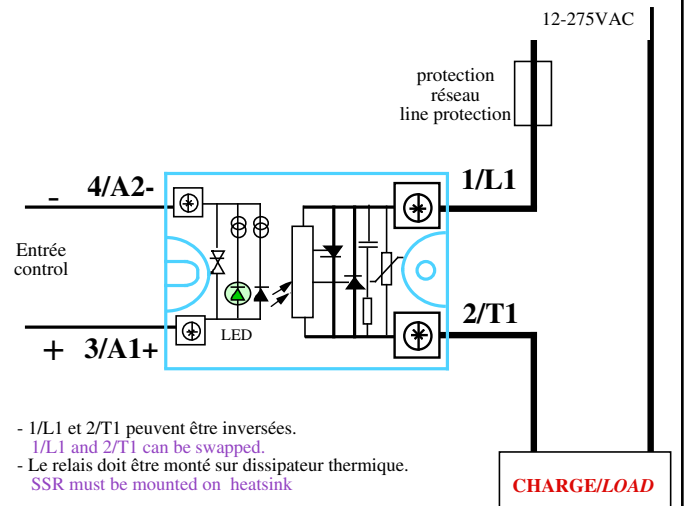 12-275VAC
protection
réseau
line protection
4/A2-
1/L1
-
Entrée
control
LED
2/T1
+ 3/A1+
- 1/L1 et 2/T1 peuvent être inversées.
1/L1 and 2/T1 can be swapped.
- Le relais doit être monté sur dissipateur thermique.
SSR must be mounted on heatsink
CHARGE/LOAD